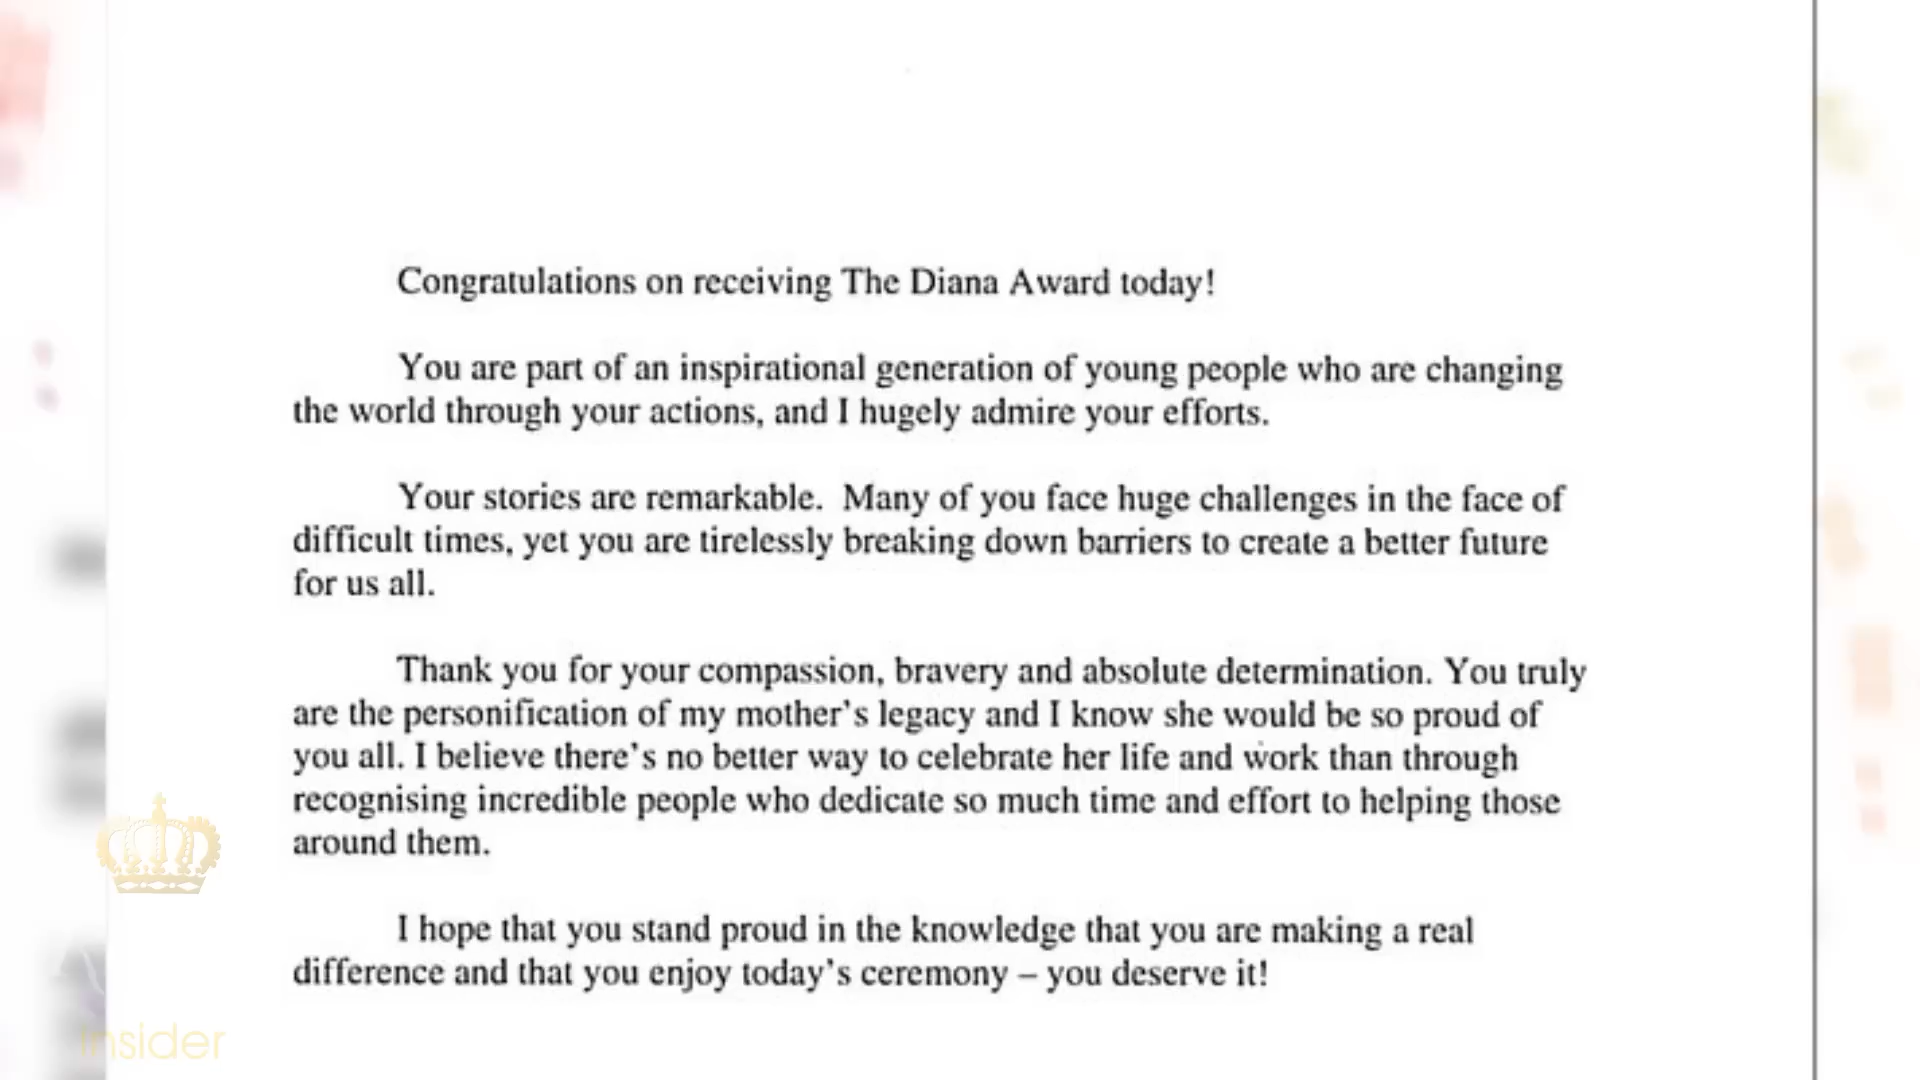 Congratulations on receiving The Diana Award today!
You are part of an inspirational generation of young people who are changing
the world through your actions, and I hugely admire your efforts.
Your stories are remarkable.  Many of you face huge challenges in the face of
difficult times, yet you are tirelessly breaking down barriers to create a better future
for us all.
Thank you for your compassion, bravery and absolute determination. You truly
are the personification of my mother's legacy and I know she would be so proud of
you all. I believe there's no better way to celebrate her life and work than through
recognising incredible people who dedicate so much time and effort to helping those
around them.
I hope that you stand proud in the knowledge that you are making a real
difference and that you enjoy today's ceremony – you deserve it!
insider